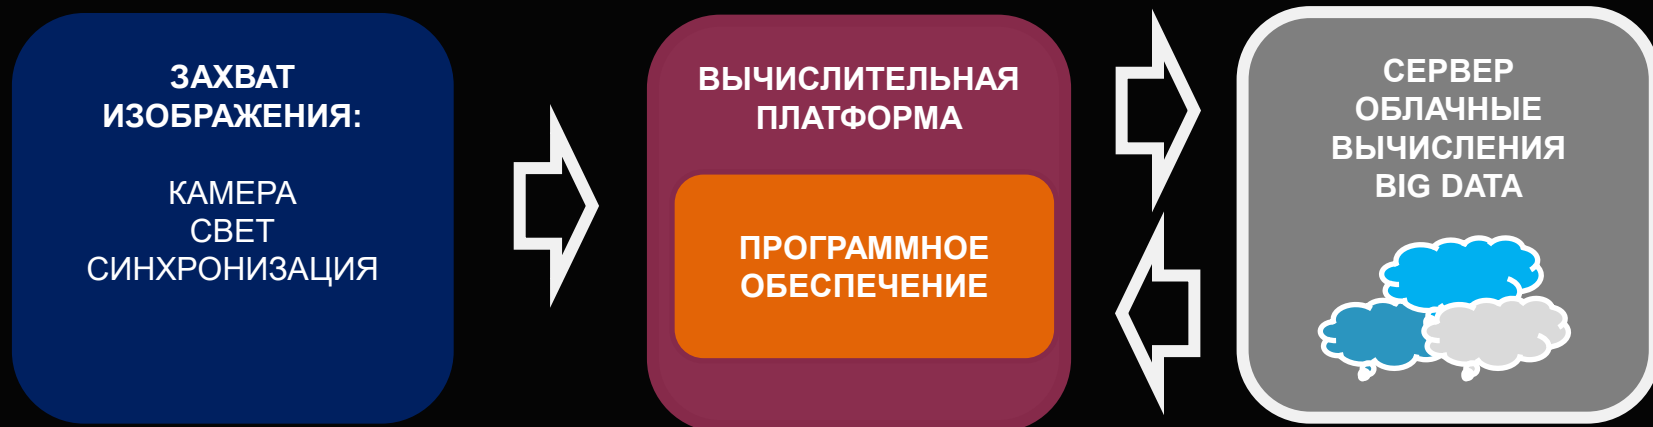 ЗАХВАТ
ИЗОБРАЖЕНИЯ:
КАМЕРА
СВЕТ
СИНХРОНИЗАЦИЯ
ВЫЧИСЛИТЕЛЬНАЯ
ПЛАТФОРМА
ПРОГРАММНОЕ
ОБЕСПЕЧЕНИЕ
СЕРВЕР
ОБЛАЧНЫЕ
ВЫЧИСЛЕНИЯ
BIG DATA